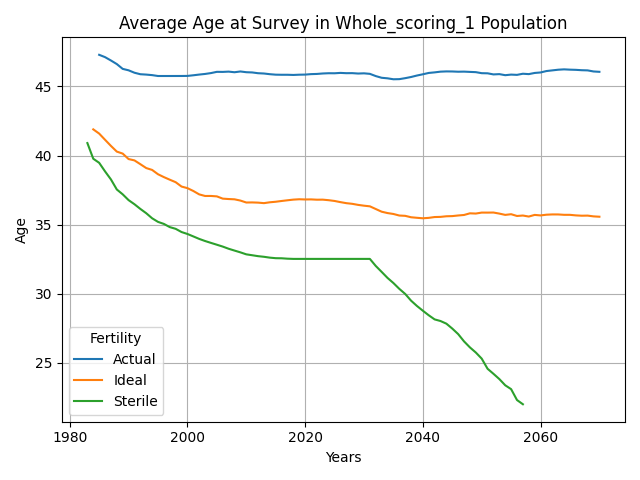 Average Age at Survey in Whole_scoring_1 Population
Age
45
40
35
30
25
Fertility
Actual
Ideal
Sterile
1980 2000 2020 2040 2060
Years